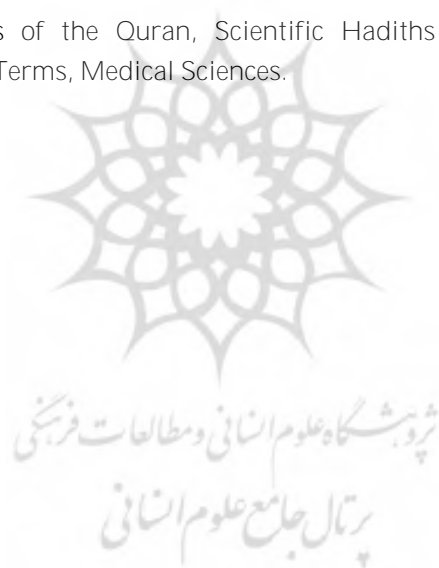 s of the Quran, Scientific Hadiths
Terms, Medical Sciences.
پژوهشگاه علوم انسانی و مطالعات فرهنگی
پرتال جامع علوم انسانی